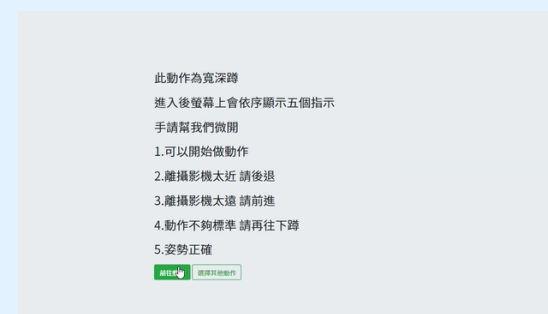 此動作為寬深蹲
進入後螢幕上會依序顯示五個指示
手請幫我們微開
1.可以開始做動作
2.離攝影機太近 請後退
3.離攝影機太遠 請前進
4.動作不夠標準 請再往下蹲
5.姿勢正確
前往 選擇其他動作